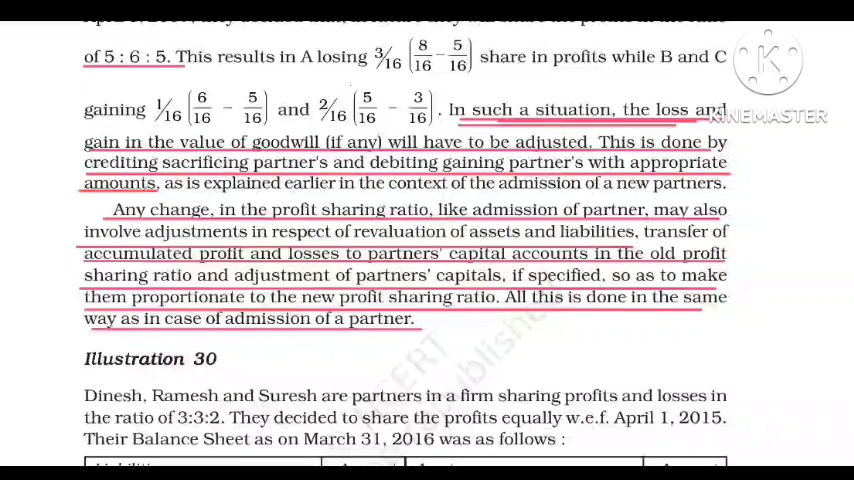 of 5 : 6 : 5. This results in A losing 3/16 (8/16 − 5/16) share in profits while B and C
gaining 1/16 (6/16 − 5/16) and 2/16 (5/16 − 3/16). In such a situation, the loss and
gain in the value of goodwill (if any) will have to be adjusted. This is done by
crediting sacrificing partner's and debiting gaining partner's with appropriate
amounts, as is explained earlier in the context of the admission of a new partners.
Any change, in the profit sharing ratio, like admission of partner, may also
involve adjustments in respect of revaluation of assets and liabilities, transfer of
accumulated profit and losses to partners' capital accounts in the old profit
sharing ratio and adjustment of partners' capitals, if specified, so as to make
them proportionate to the new profit sharing ratio. All this is done in the same
way as in case of admission of a partner.
Illustration 30
Dinesh, Ramesh and Suresh are partners in a firm sharing profits and losses in
the ratio of 3:3:2. They decided to share the profits equally w.e.f. April 1, 2015.
Their Balance Sheet as on March 31, 2016 was as follows :
K
KINEMASTER